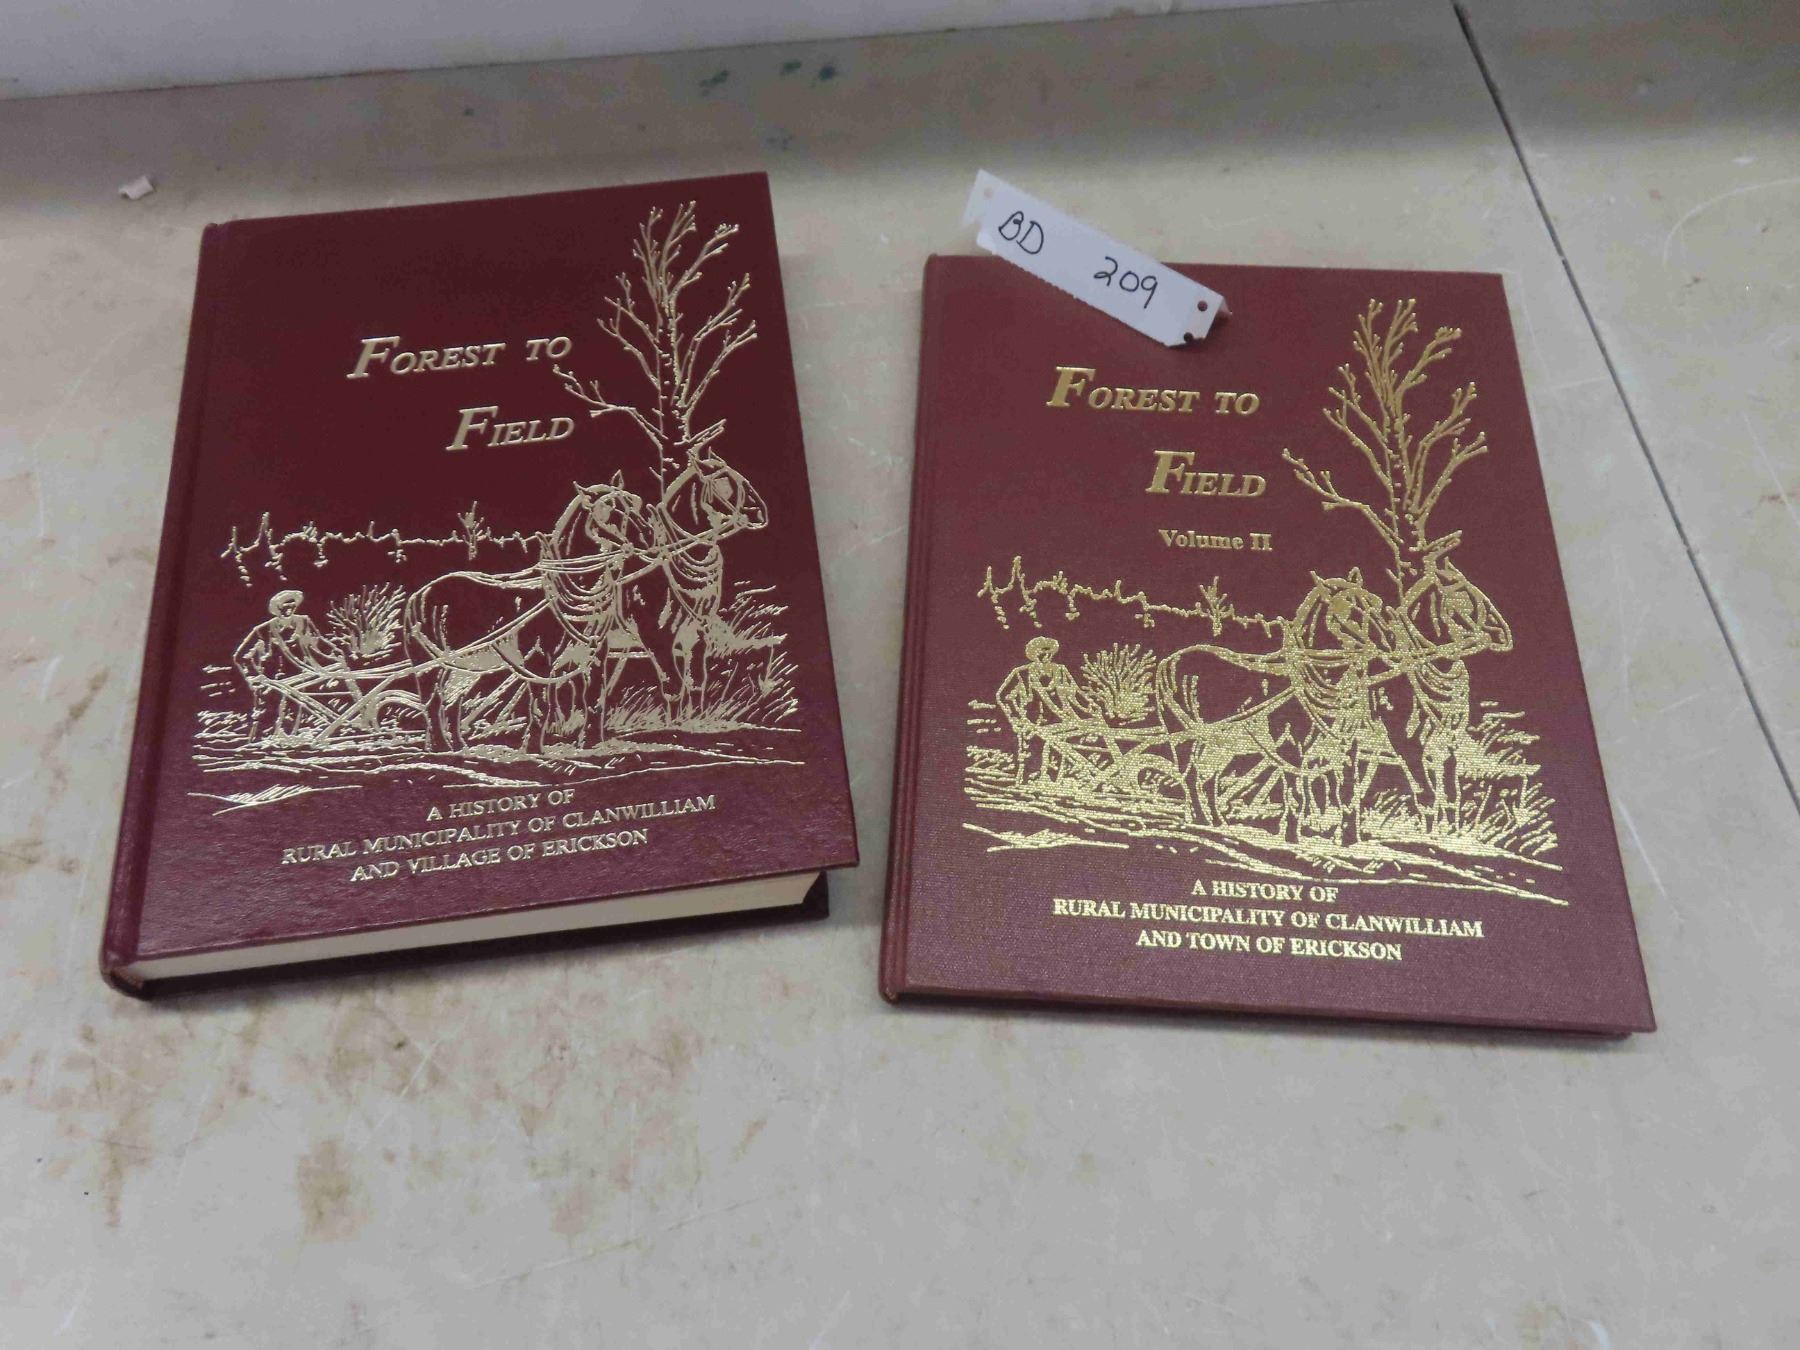 FOREST TO
FIELD
A HISTORY OF
RURAL MUNICIPALITY OF CLANWILLIAM
AND VILLAGE OF ERICKSON
BD 209
FOREST TO
FIELD
Volume II
A HISTORY OF
RURAL MUNICIPALITY OF CLANWILLIAM
AND TOWN OF ERICKSON